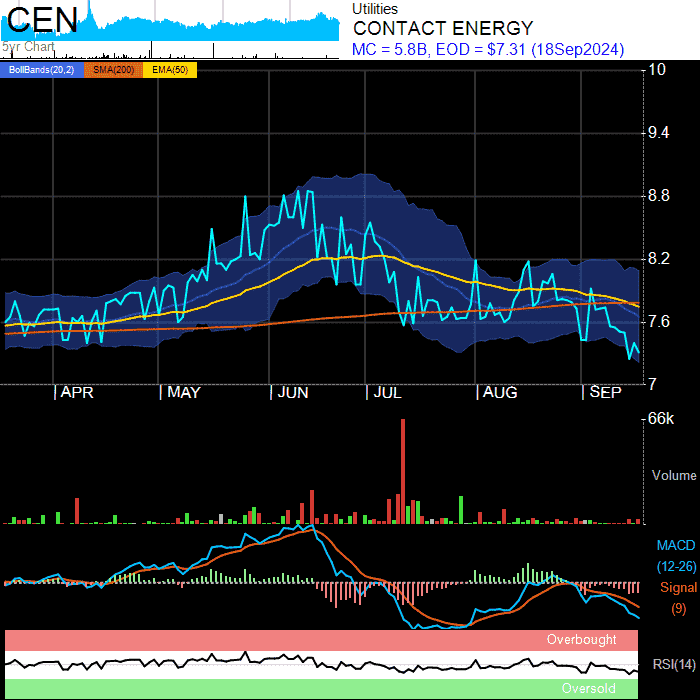 CEN
5yr Chart
Utilities
CONTACT ENERGY
MC = 5.8B, EOD = $7.31 (18Sep2024)
BollBands(20,2) SMA(200) EMA(50)
10
9.4
8.8
8.2
7.6
7
APR MAY JUN JUL AUG SEP
66k
Volume
MACD
(12-26)
Signal
(9)
Overbought
RSI(14)
Oversold